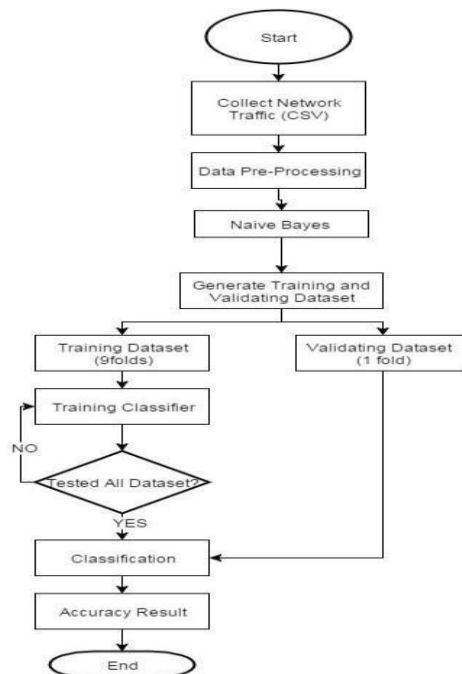 Start
Collect Network
Traffic (CSV)
Data Pre-Processing
Naive Bayes
Generate Training and
Validating Dataset
Training Dataset
(9folds)
Validating Dataset
(1 fold)
Training Classifier
NO
Tested All Dataset?
YES
Classification
Accuracy Result
End